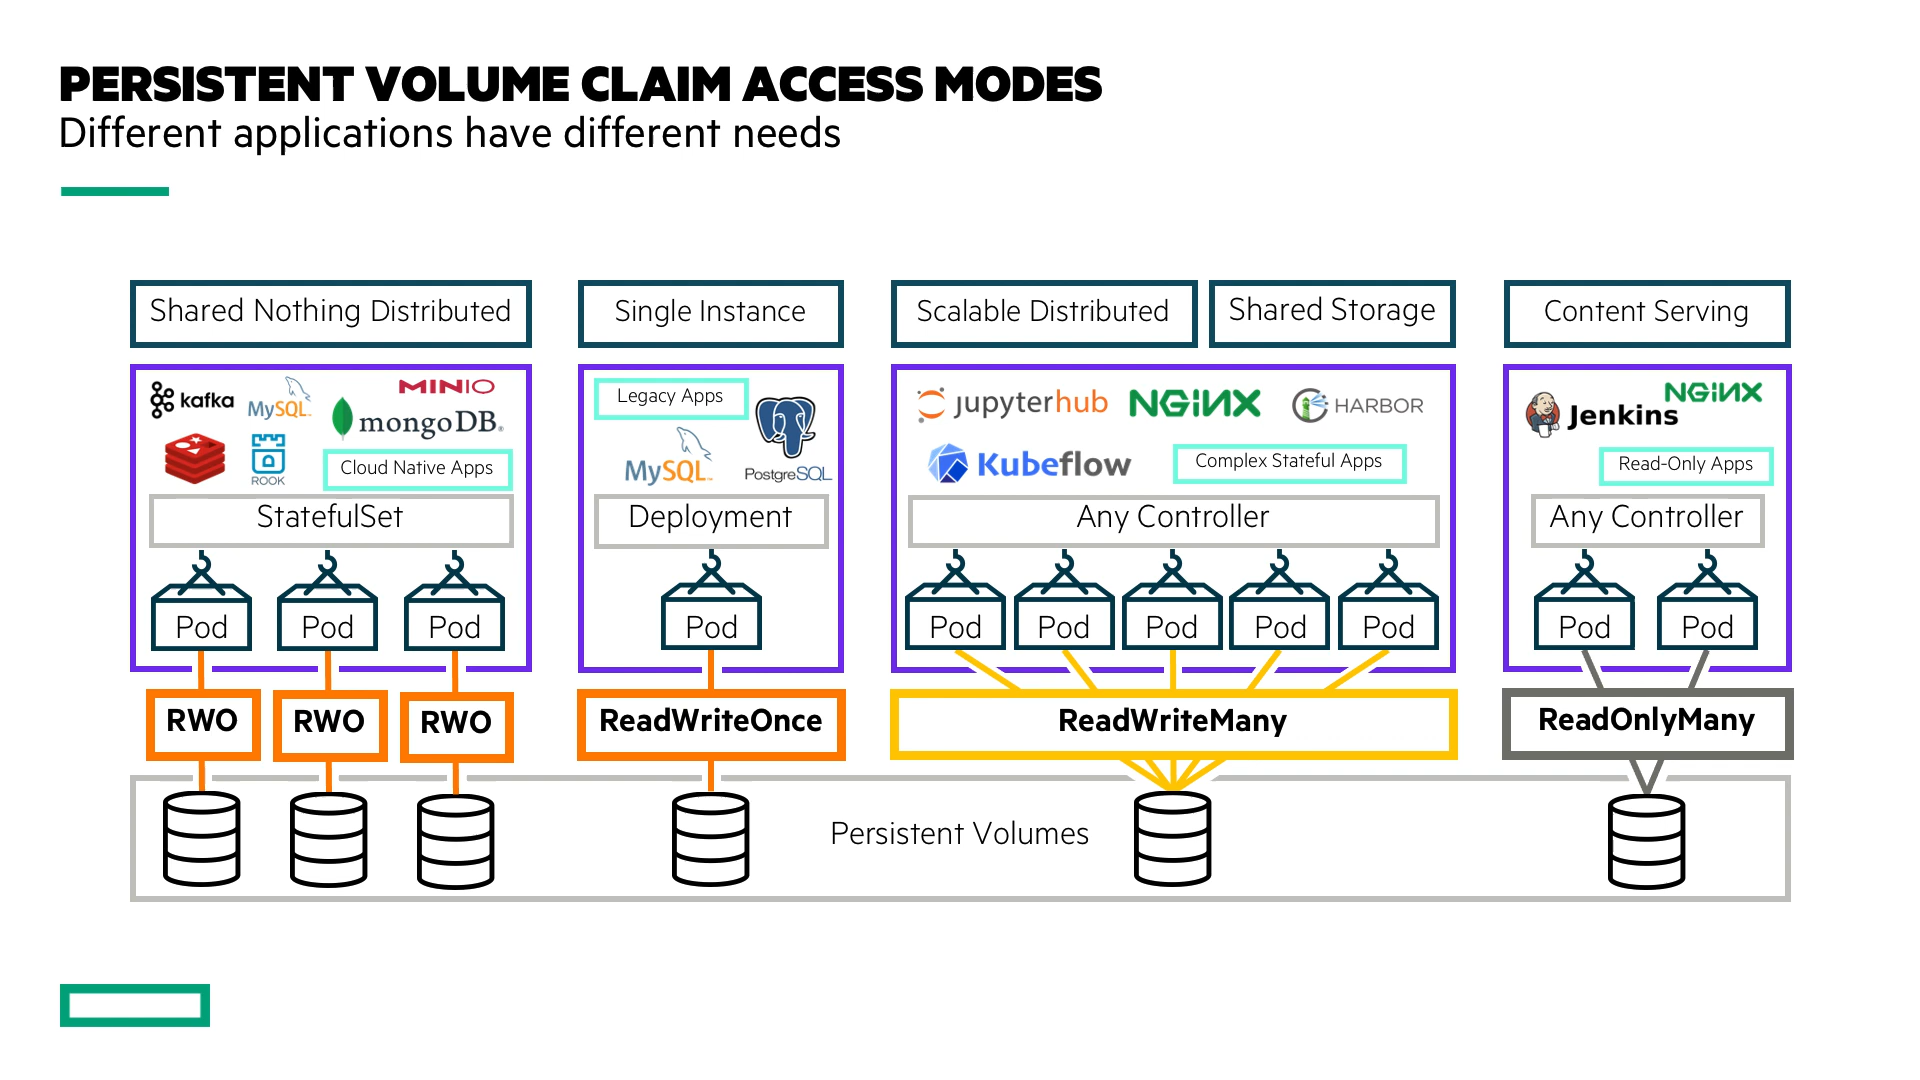 PERSISTENT VOLUME CLAIM ACCESS MODES
Different applications have different needs
Shared Nothing Distributed
Single Instance
Scalable Distributed
Shared Storage
Content Serving
kafka
MySQL
MINIO
mongoDB
ROOK
Cloud Native Apps
StatefulSet
Pod
Pod
Pod
RWO
RWO
RWO
Legacy Apps
MySQL
PostgreSQL
Deployment
Pod
ReadWriteOnce
jupyterhub
NGINX
HARBOR
Kubeflow
Complex Stateful Apps
Any Controller
Pod
Pod
Pod
Pod
Pod
ReadWriteMany
Jenkins
NGINX
Read-Only Apps
Any Controller
Pod
Pod
ReadOnlyMany
Persistent Volumes